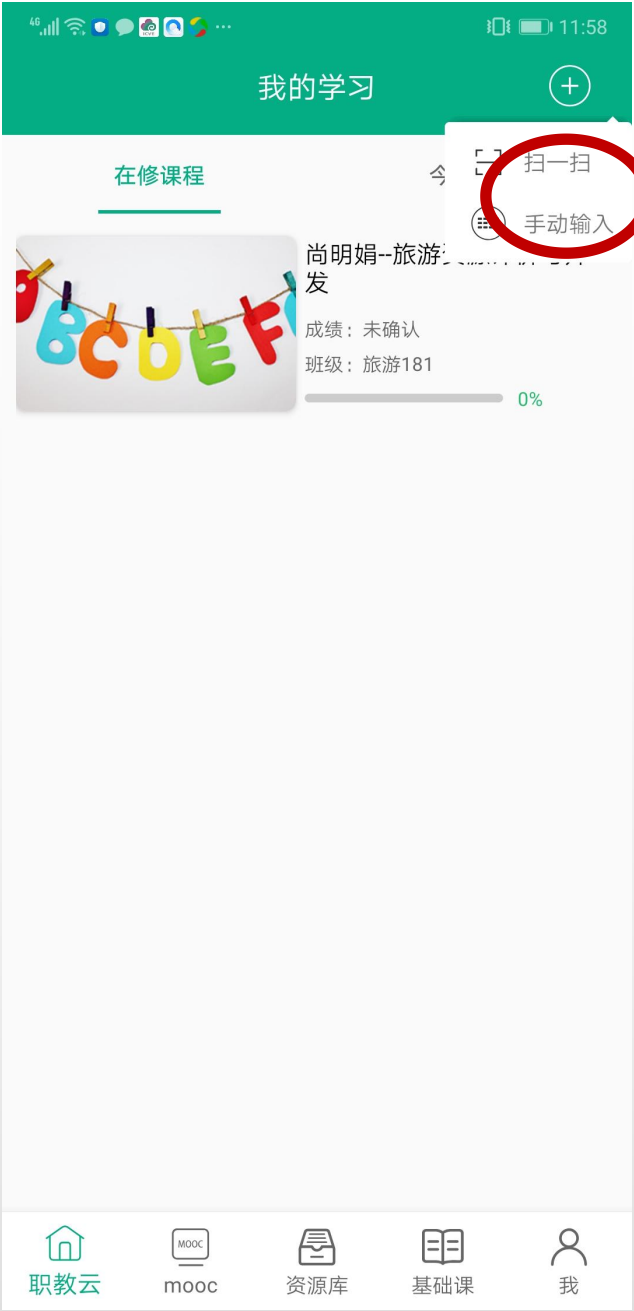 46 11:58
我的学习
扫一扫
在修课程
手动输入
尚明娟--旅游
发
成绩：未确认
班级：旅游181
0%
BCDEF
职教云
MOOC
mooc
资源库
基础课
我